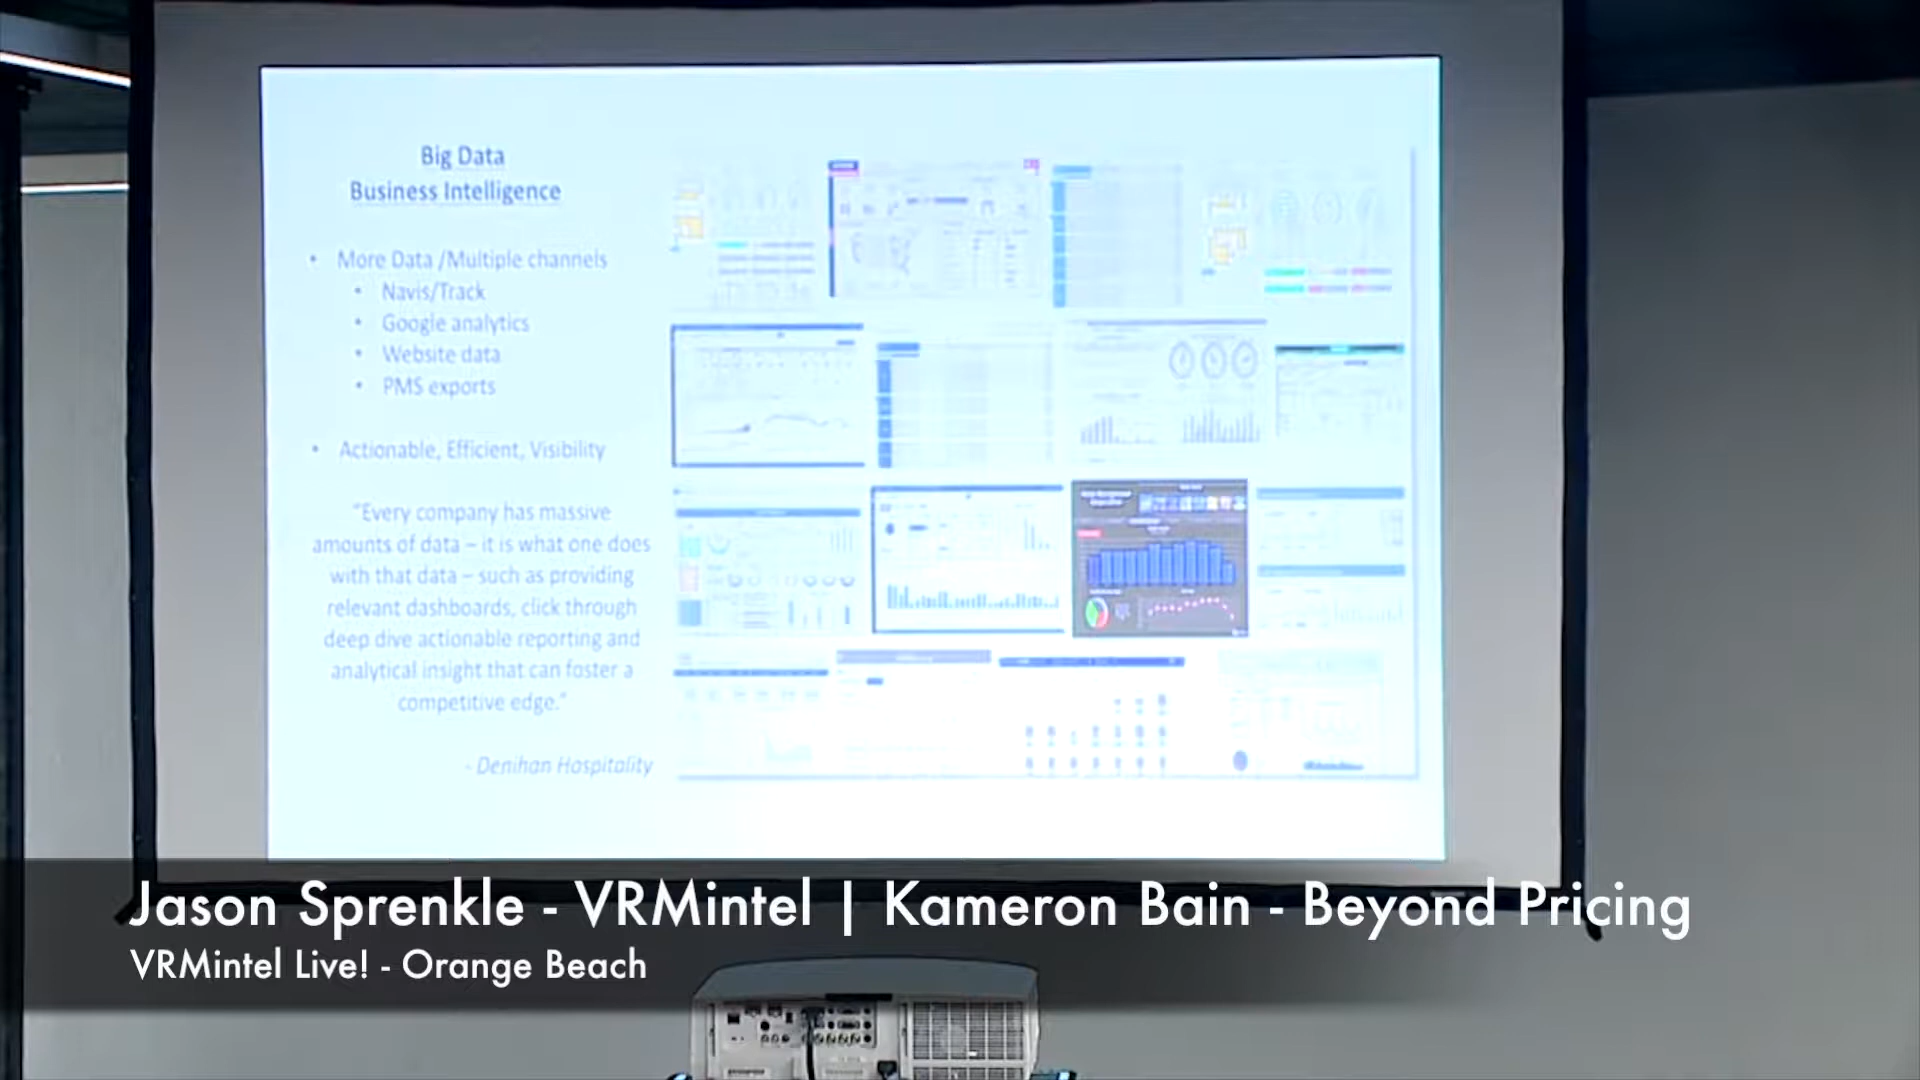 Big Data
Business Intelligence
• More Data /Multiple channels
• Navis/Track
• Google analytics
• Website data
• PMS exports
• Actionable, Efficient, Visibility
"Every company has massive
amounts of data – it is what one does
with that data – such as providing
relevant dashboards, click through
deep dive actionable reporting and
analytical insight that can foster a
competitive edge."
- Denihan Hospitality
Jason Sprenkle - VRMintel | Kameron Bain - Beyond Pricing
VRMintel Live! - Orange Beach